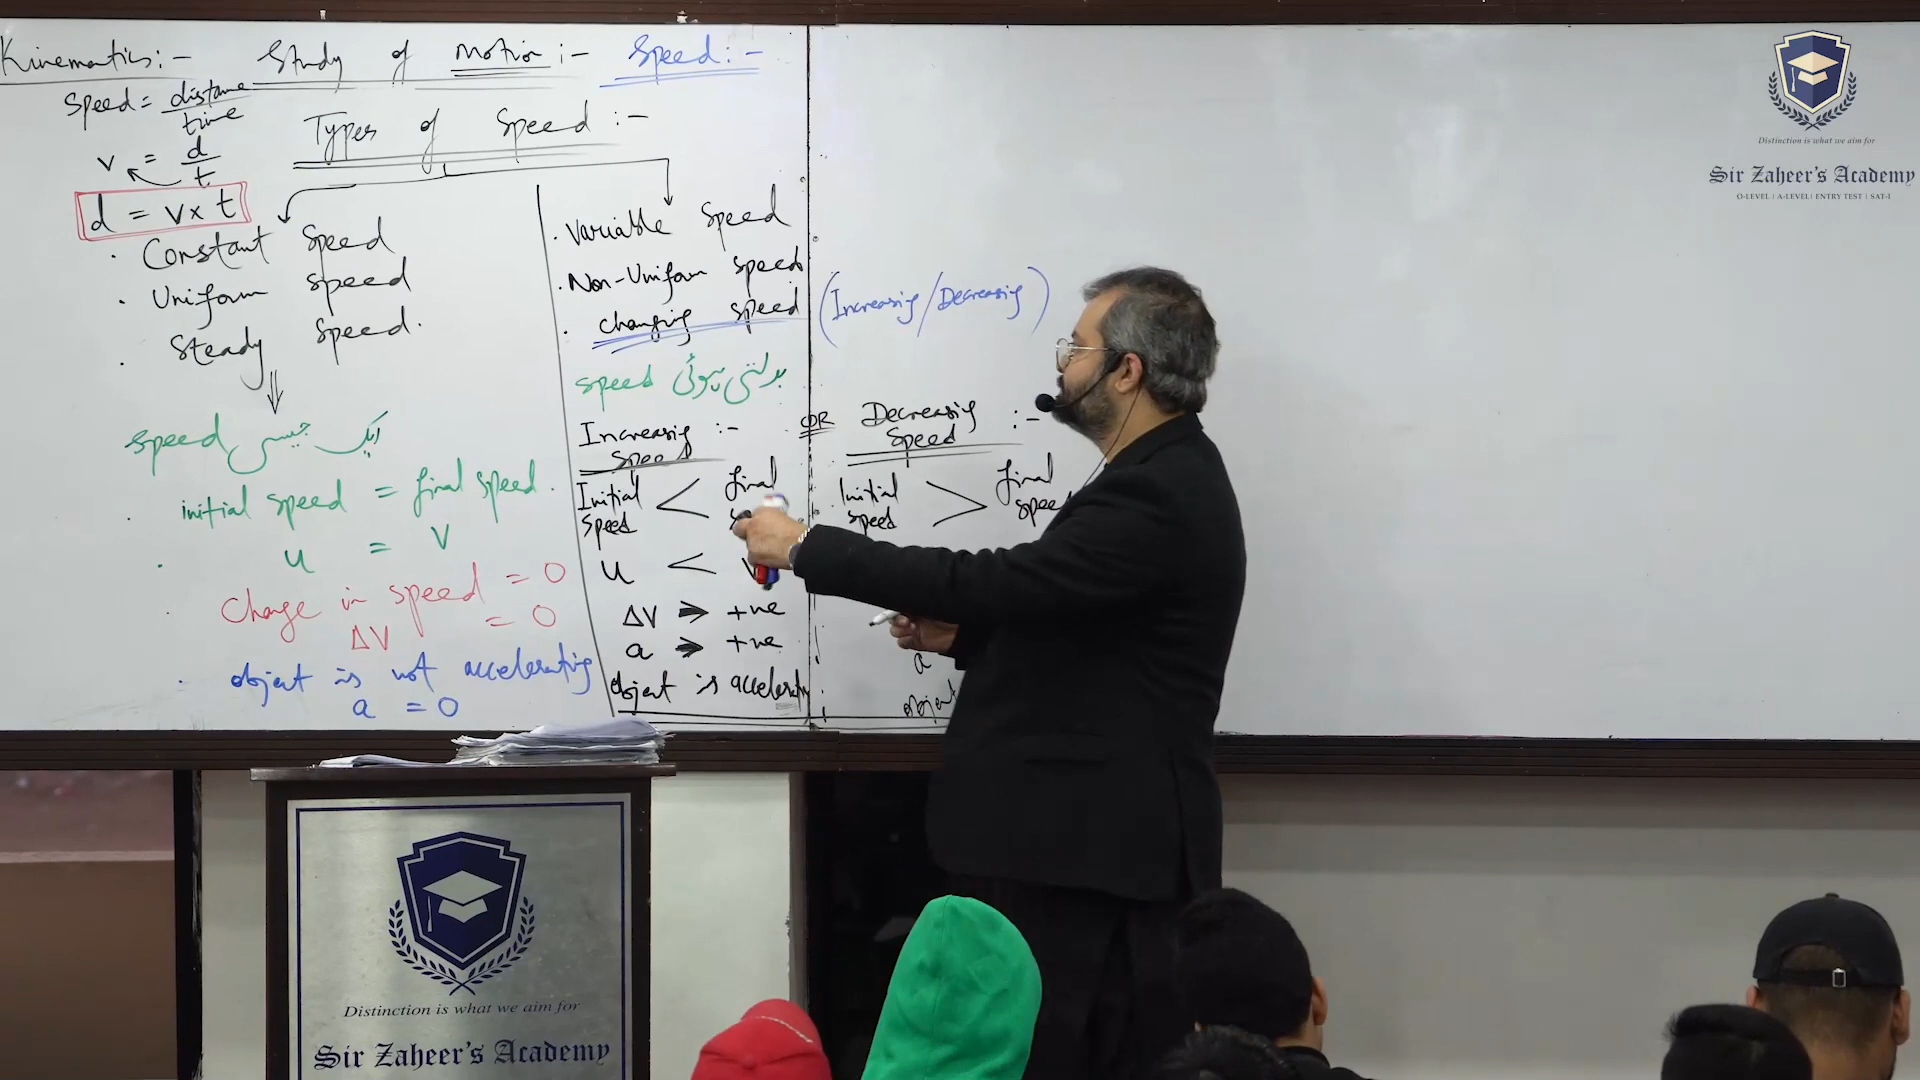 Kinematics:- Study of Motion:- Speed:-
Speed = distance / time
v = d / t
d = v x t
Types of Speed :-
. Constant Speed
. Uniform speed
. Steady Speed.
speed ایک جیسی
. initial speed = final speed.
. u = v
. Change in speed = 0
ΔV = 0
. object is not accelerating
a = 0
. Variable Speed
. Non-Uniform Speed
. Changing speed (Increasing/Decreasing)
speed بدلتی ہوئی
Increasing Speed :- OR Decreasing Speed :-
Initial Speed < final
u < v
ΔV → +ve
a → +ve
object is accelerating
Initial speed > final speed
a
object
Distinction is what we aim for
Sir Zaheer's Academy
O-LEVEL | A-LEVEL | ENTRY TEST | SAT-I
Distinction is what we aim for
Sir Zaheer's Academy